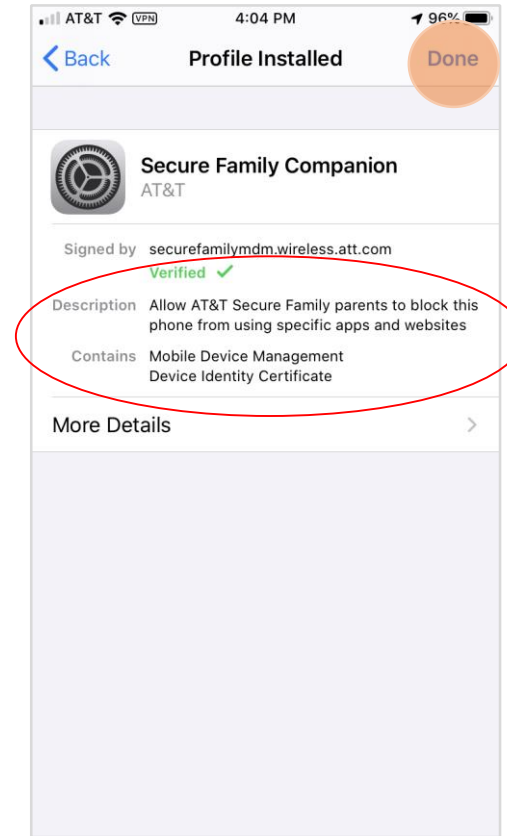 AT&T VPN 4:04 PM 96%
Back Profile Installed Done
Secure Family Companion
AT&T
Signed by securefamilymdm.wireless.att.com
Verified ✓
Description Allow AT&T Secure Family parents to block this
phone from using specific apps and websites
Contains Mobile Device Management
Device Identity Certificate
More Details